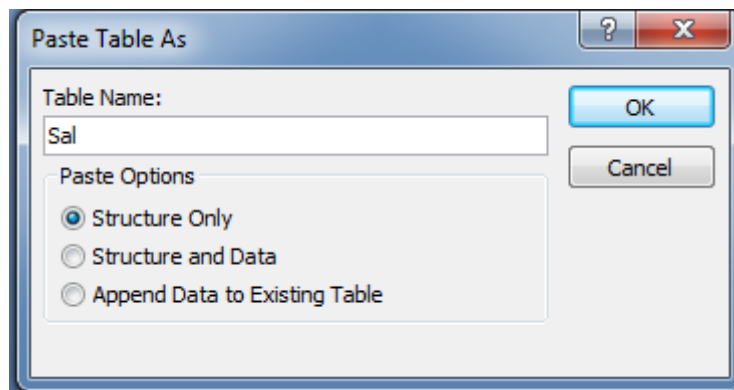 Paste Table As
Table Name:
Sal
OK
Cancel
Paste Options
Structure Only
Structure and Data
Append Data to Existing Table